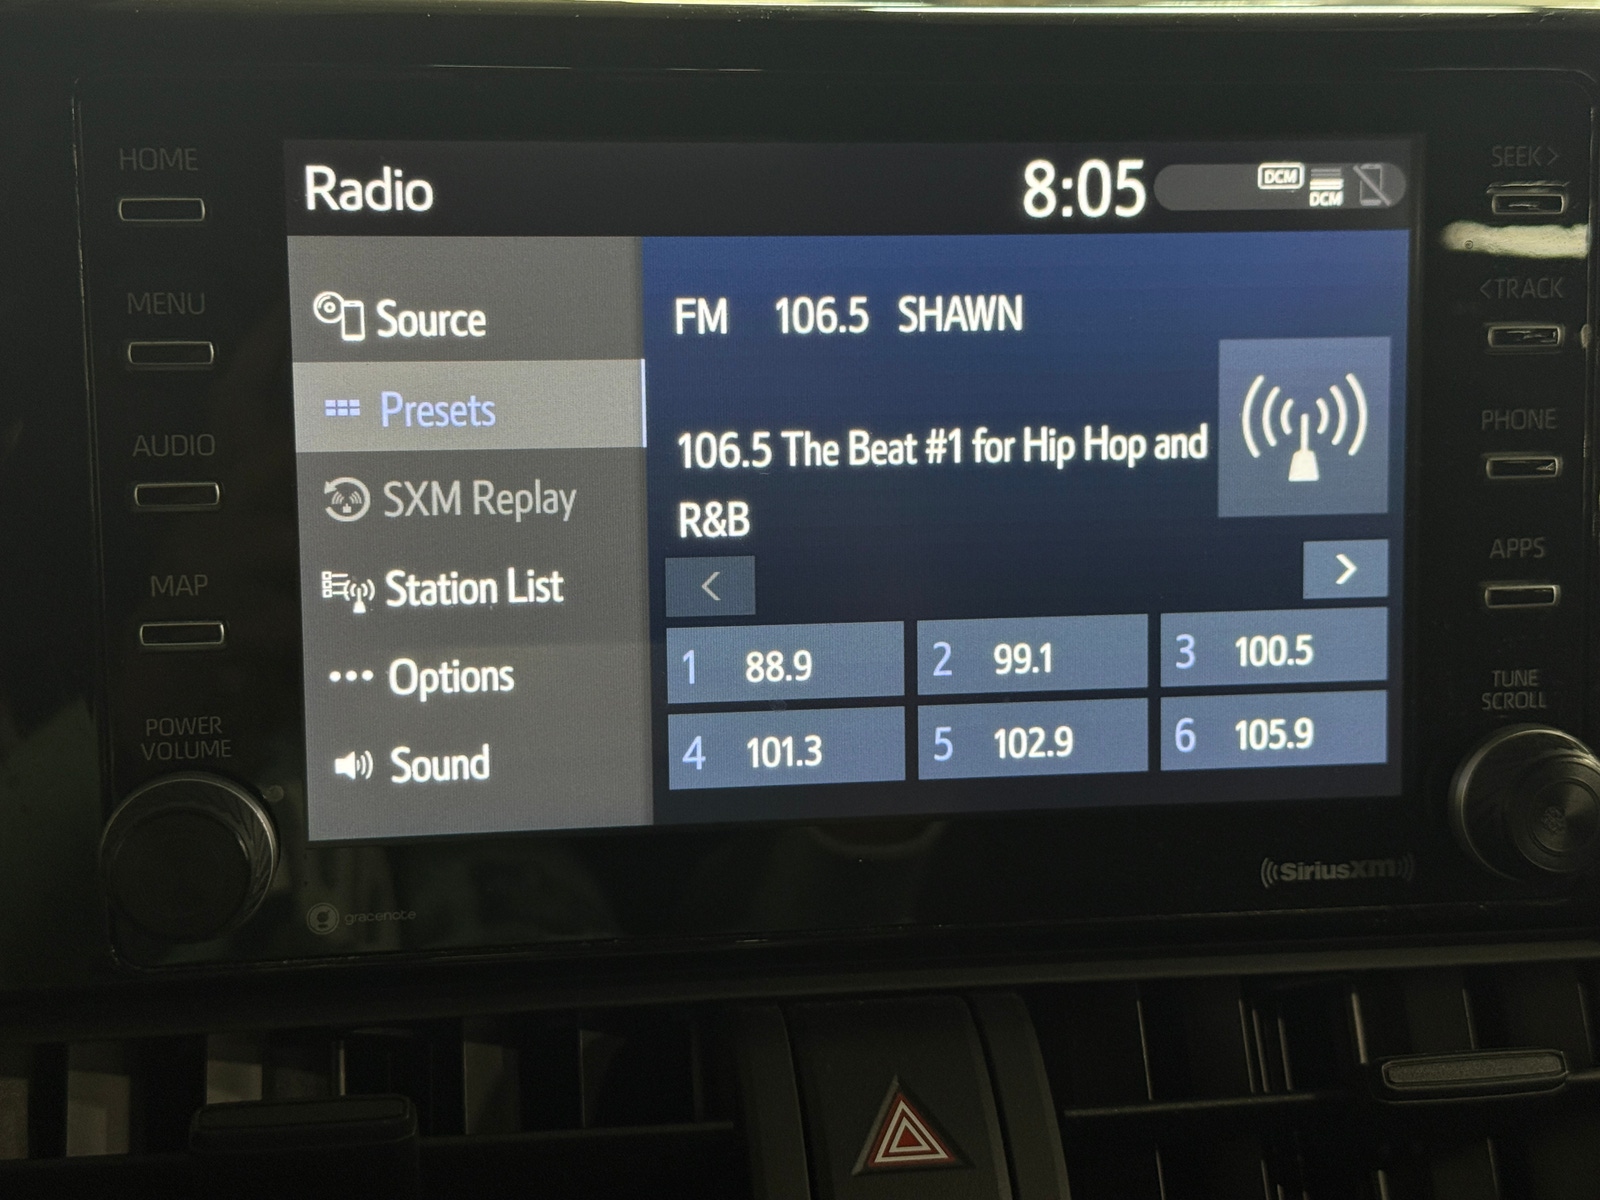 HOME
MENU
AUDIO
MAP
POWER
VOLUME
Radio
8:05
DCM
DCM
Source
Presets
SXM Replay
Station List
Options
Sound
FM 106.5 SHAWN
106.5 The Beat #1 for Hip Hop and
R&B
<
>
1 88.9
2 99.1
3 100.5
4 101.3
5 102.9
6 105.9
SEEK >
< TRACK
PHONE
APPS
TUNE
SCROLL
gracenote
((SiriusXM))